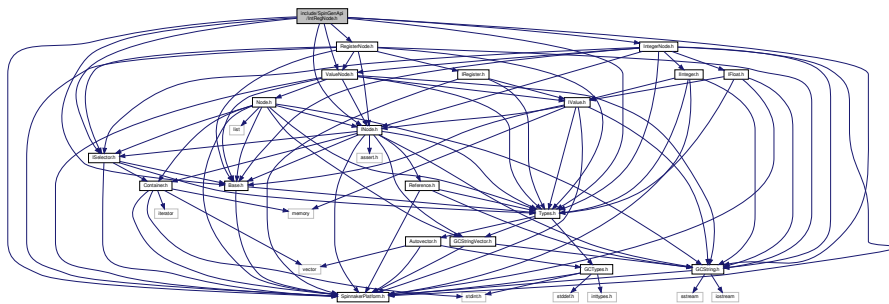 include/SpinGenApi
/IntRegNode.h
RegisterNode.h
IntegerNode.h
ValueNode.h
IRegister.h
IInteger.h
IFloat.h
Node.h
IValue.h
list
INode.h
ISelector.h
assert.h
Container.h
Base.h
Reference.h
iterator
memory
Types.h
Autovector.h
GCStringVector.h
vector
GCTypes.h
GCString.h
SpinnakerPlatform.h
stdint.h
stddef.h
inttypes.h
sstream
iostream